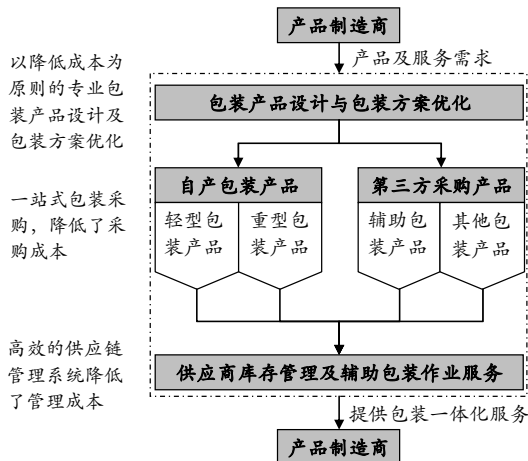 产品制造商
产品及服务需求
以降低成本为
原则的专业包
装产品设计及
包装方案优化
包装产品设计与包装方案优化
自产包装产品
第三方采购产品
一站式包装采
购，降低了采
购成本
轻型包
装产品
重型包
装产品
辅助包
装产品
其他包
装产品
高效的供应链
管理系统降低
了管理成本
供应商库存管理及辅助包装作业服务
提供包装一体化服务
产品制造商